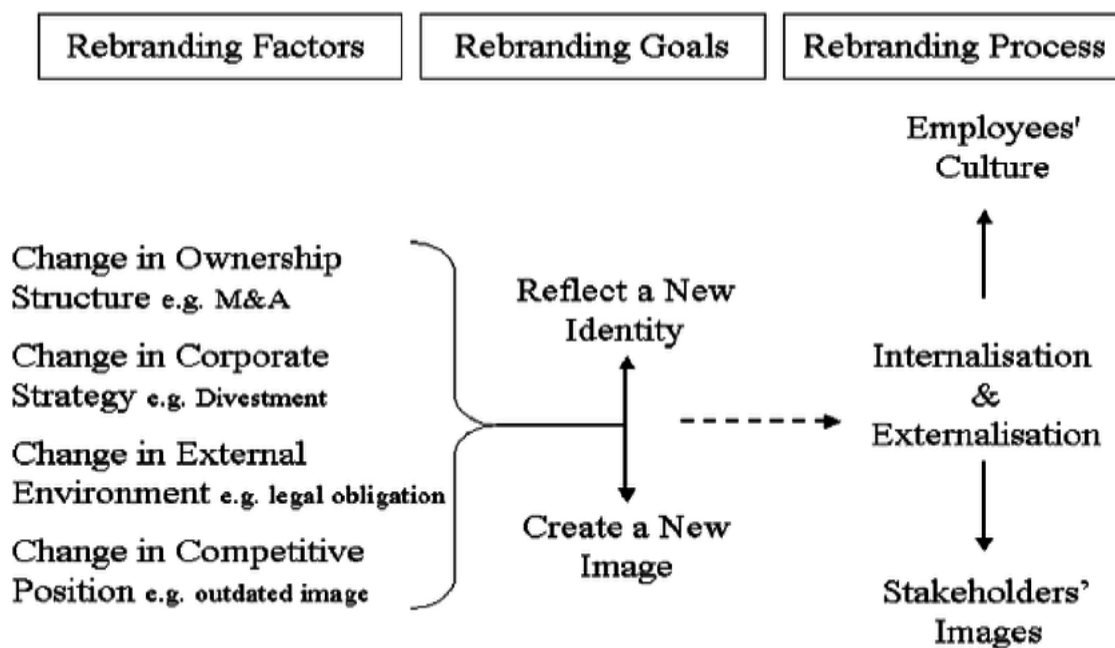 Rebranding Factors
Rebranding Goals
Rebranding Process
Change in Ownership
Structure e.g. M&A
Change in Corporate
Strategy e.g. Divestment
Change in External
Environment e.g. legal obligation
Change in Competitive
Position e.g. outdated image
Reflect a New
Identity
Create a New
Image
Employees'
Culture
Internalisation
&
Externalisation
Stakeholders’
Images